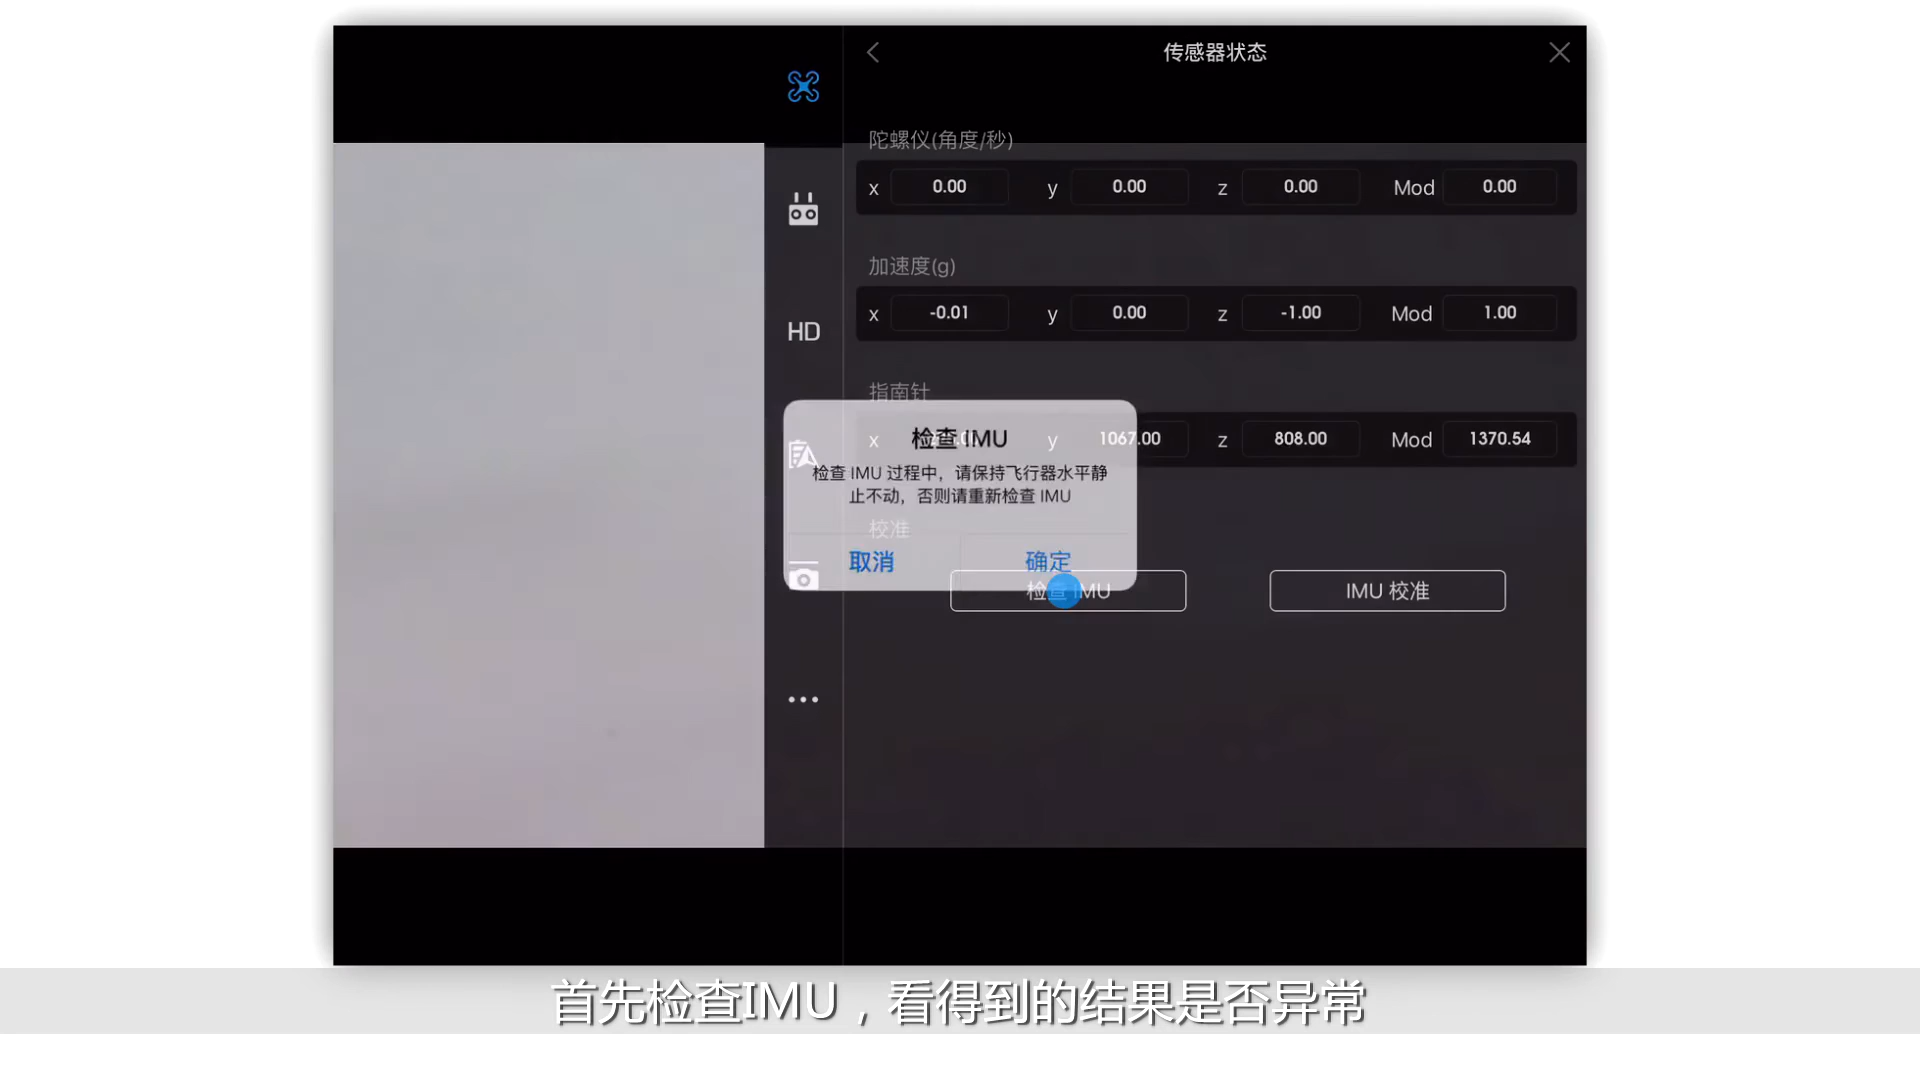 传感器状态
陀螺仪(角度/秒)
x 0.00 y 0.00 z 0.00 Mod 0.00
加速度(g)
HD
x -0.01 y 0.00 z -1.00 Mod 1.00
指南针
x y 1067.00 z 808.00 Mod 1370.54
检查 IMU
检查 IMU 过程中，请保持飞行器水平静
止不动，否则请重新检查 IMU
校准
取消 确定
检查 IMU IMU 校准
首先检查IMU，看得到的结果是否异常